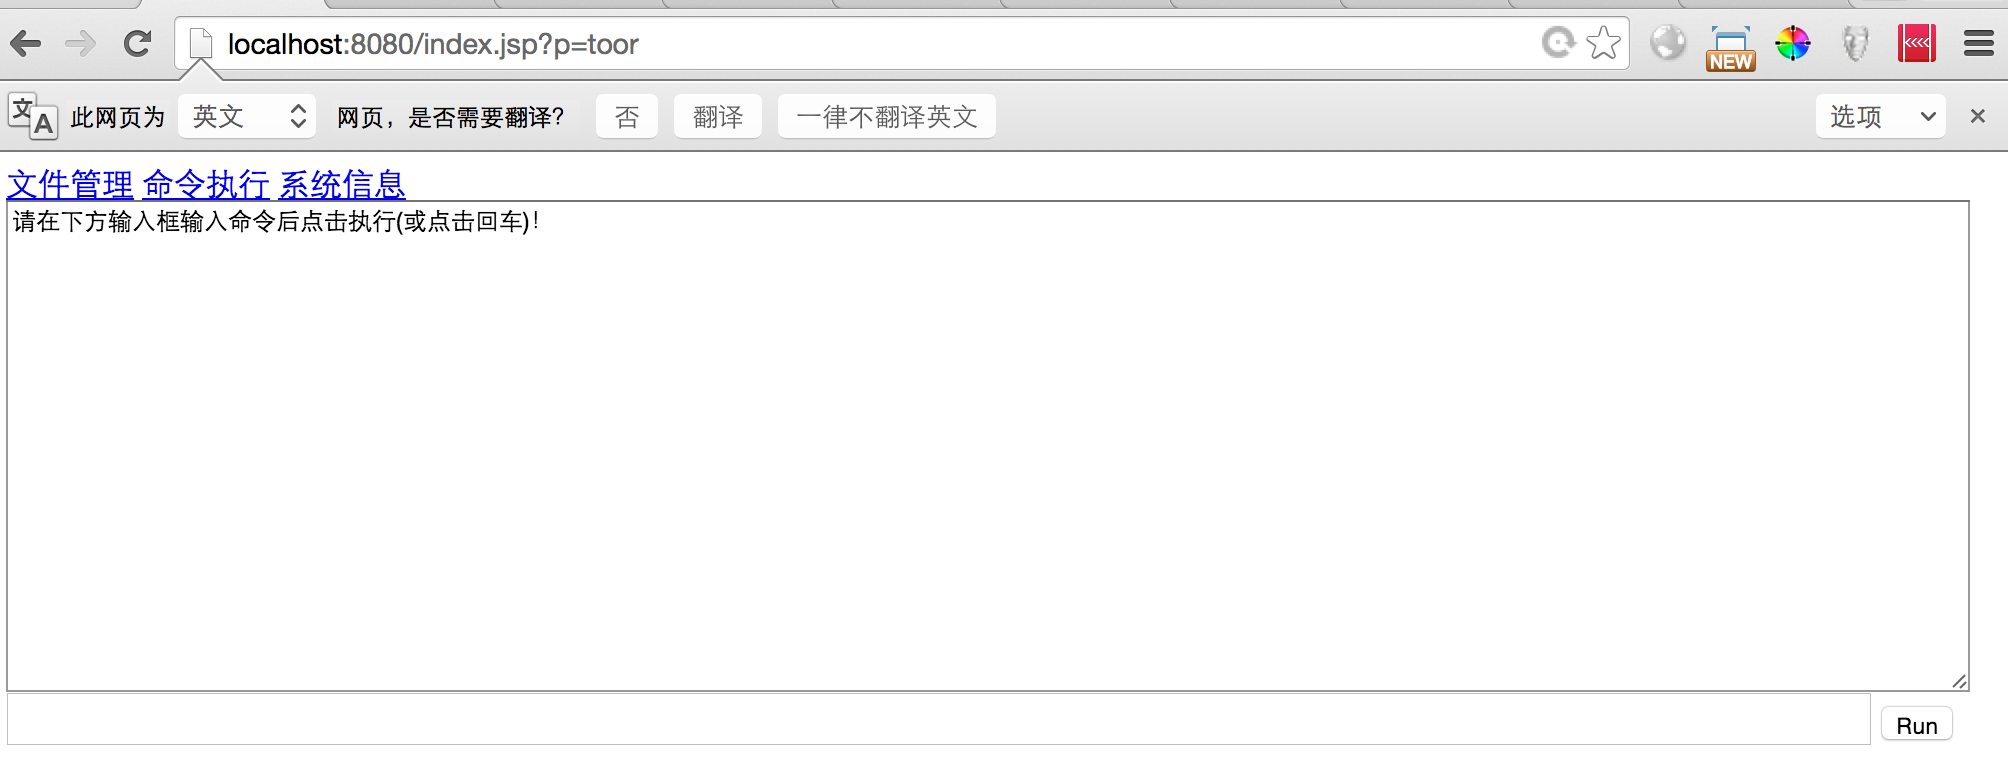 localhost:8080/index.jsp?p=toor
NEW
文A 此网页为 英文 网页，是否需要翻译？ 否 翻译 一律不翻译英文 选项
文件管理 命令执行 系统信息
请在下方输入框输入命令后点击执行(或点击回车)！
Run